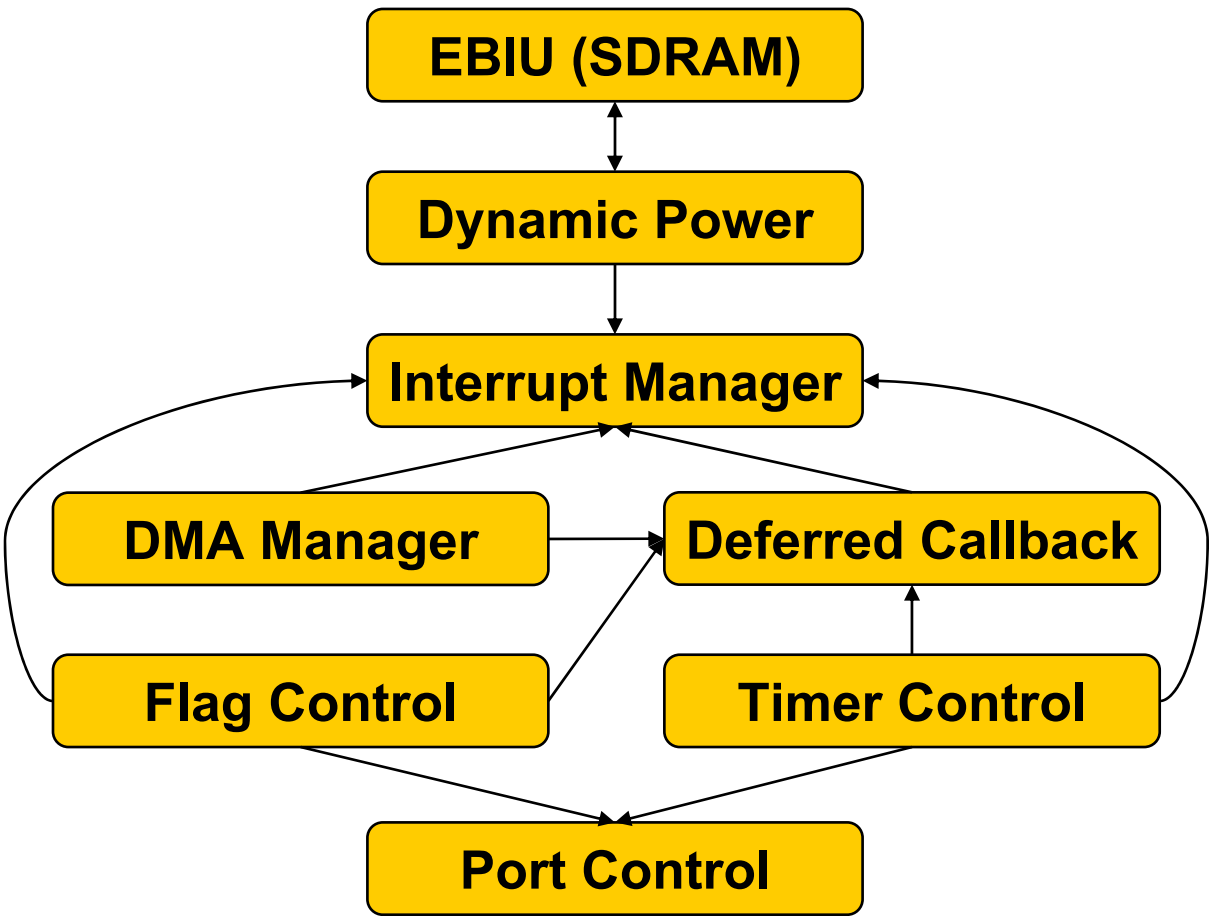 EBIU (SDRAM)
Dynamic Power
Interrupt Manager
DMA Manager
Deferred Callback
Flag Control
Timer Control
Port Control